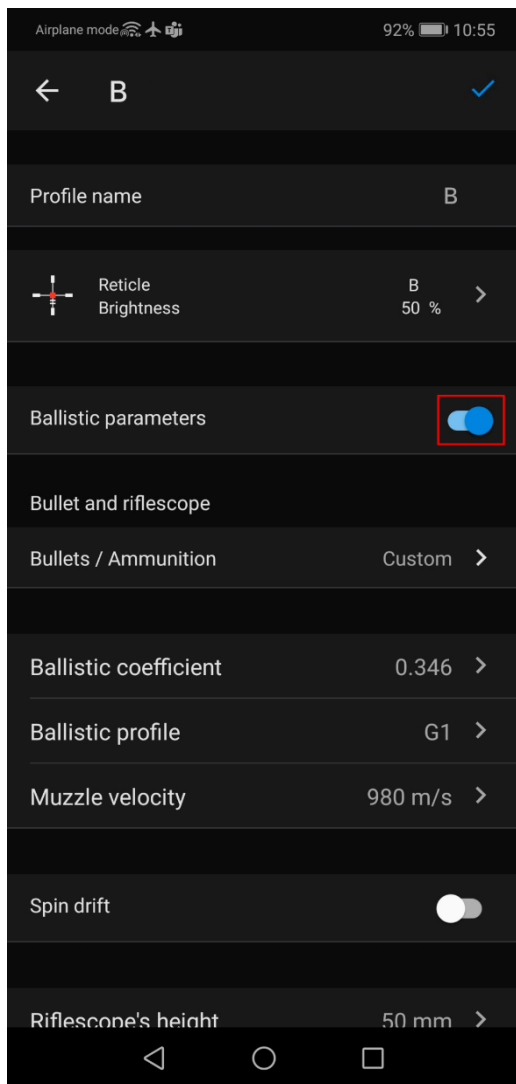 Airplane mode 92% 10:55
B
Profile name B
Reticle B
Brightness 50 %
Ballistic parameters
Bullet and riflescope
Bullets / Ammunition Custom
Ballistic coefficient 0.346
Ballistic profile G1
Muzzle velocity 980 m/s
Spin drift
Riflescope's height 50 mm